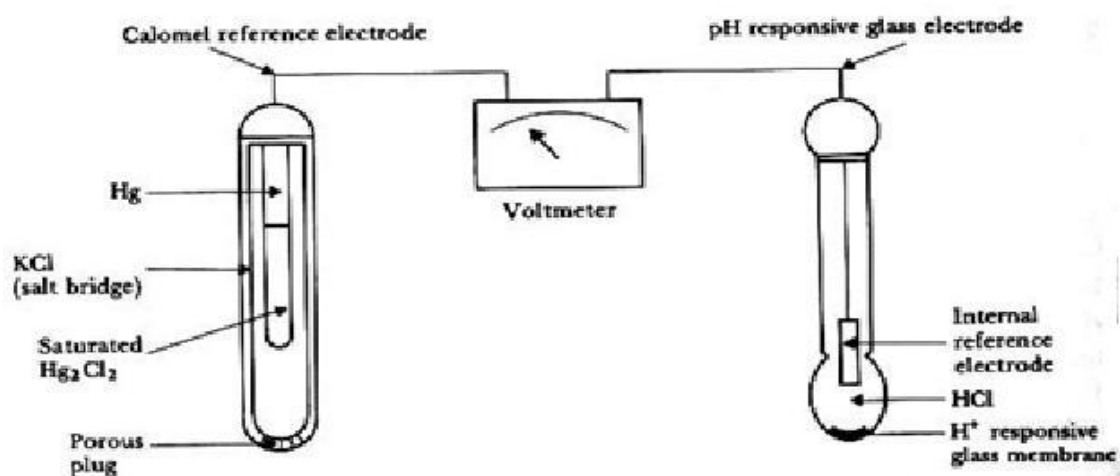 Calomel reference electrode
pH responsive glass electrode
Hg
Voltmeter
KCl
(salt bridge)
Saturated
Hg₂Cl₂
Porous
plug
Internal
reference
electrode
HCl
H⁺ responsive
glass membrane